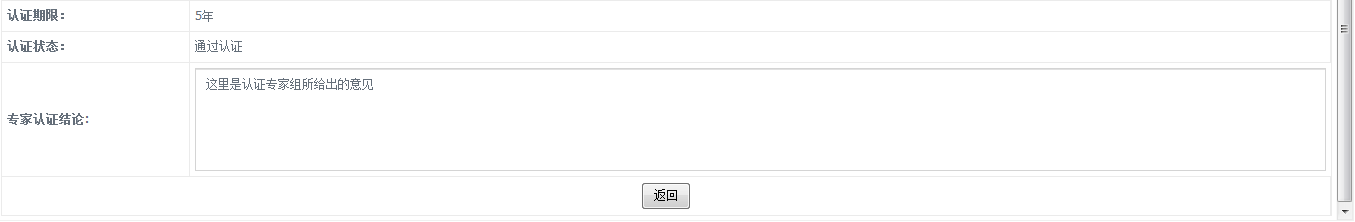 认证期限： 5年
认证状态： 通过认证
这里是认证专家组所给出的意见
专家认证结论:
返回